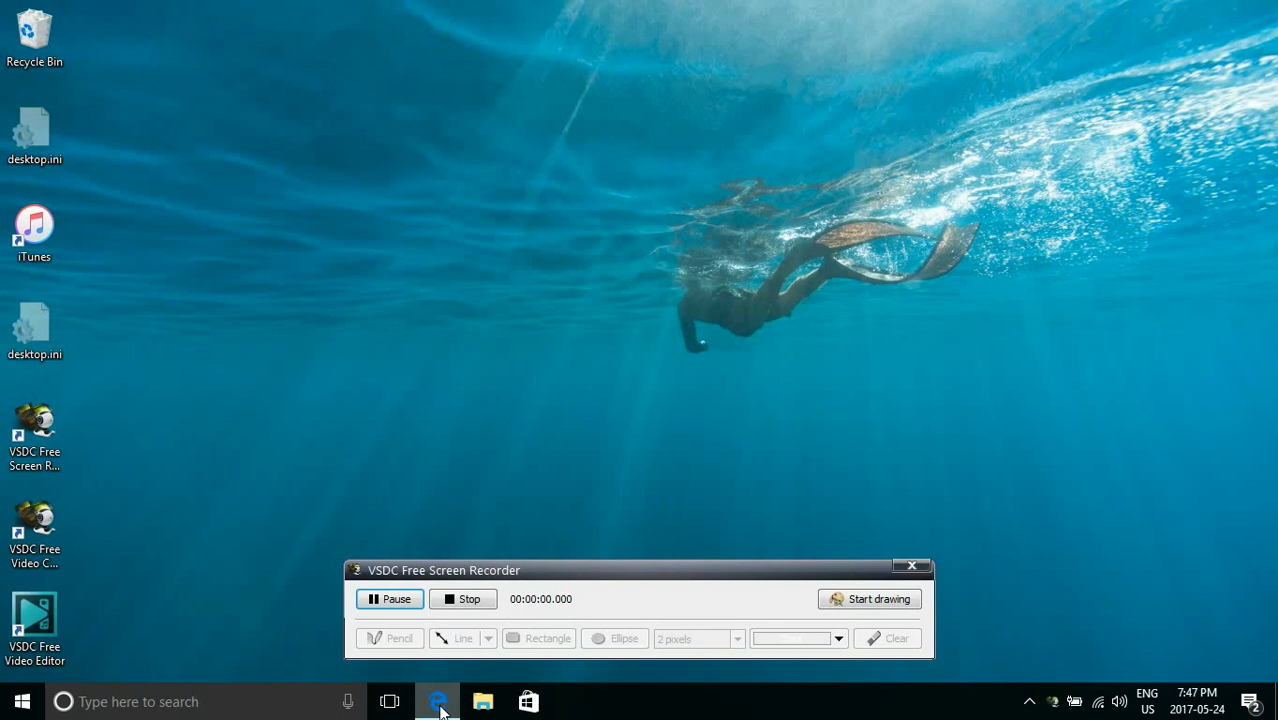 Recycle Bin
desktop.ini
iTunes
desktop.ini
VSDC Free
Screen R...
VSDC Free
Video C...
VSDC Free
Video Editor
VSDC Free Screen Recorder
Pause
Stop
00:00:00.000
Start drawing
Pencil
Line
Rectangle
Ellipse
2 pixels
Clear
Type here to search
ENG
US
7:47 PM
2017-05-24
2